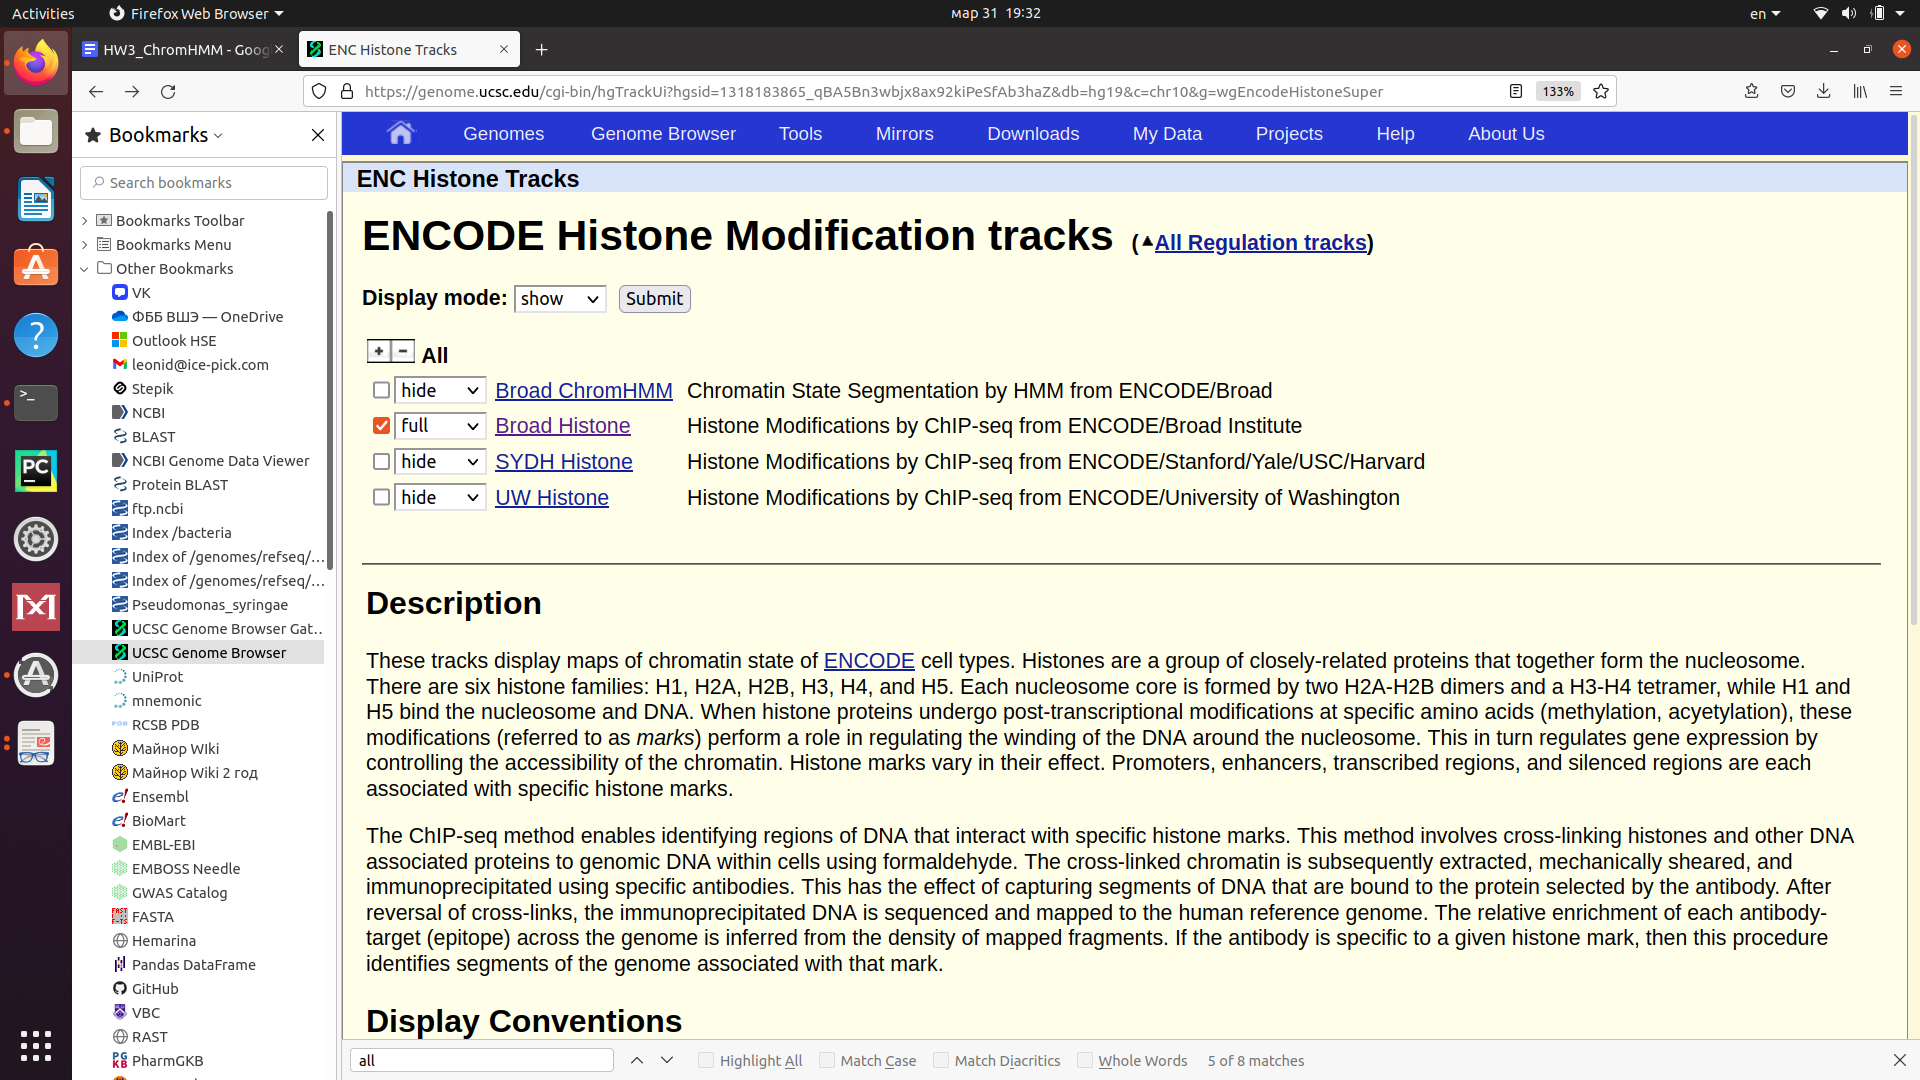 Activities
Firefox Web Browser
мар 31 19:32
en
HW3_ChromHMM - Goog
ENC Histone Tracks
https://genome.ucsc.edu/cgi-bin/hgTrackUi?hgsid=1318183865_qBA5Bn3wbjx8ax92kiPeSfAb3haZ&db=hg19&c=chr10&g=wgEncodeHistoneSuper
133%
Bookmarks
Search bookmarks
Bookmarks Toolbar
Bookmarks Menu
Other Bookmarks
VK
ФББ ВШЭ — OneDrive
Outlook HSE
leonid@ice-pick.com
Stepik
NCBI
BLAST
NCBI Genome Data Viewer
Protein BLAST
ftp.ncbi
Index /bacteria
Index of /genomes/refseq/…
Index of /genomes/refseq/…
Pseudomonas_syringae
UCSC Genome Browser Gat…
UCSC Genome Browser
UniProt
mnemonic
RCSB PDB
Майнор WIki
Майнор Wiki 2 год
Ensembl
BioMart
EMBL-EBI
EMBOSS Needle
GWAS Catalog
FASTA
Hemarina
Pandas DataFrame
GitHub
VBC
RAST
PharmGKB
Genomes
Genome Browser
Tools
Mirrors
Downloads
My Data
Projects
Help
About Us
ENC Histone Tracks
ENCODE Histone Modification tracks (All Regulation tracks)
Display mode: show Submit
+ - All
hide Broad ChromHMM Chromatin State Segmentation by HMM from ENCODE/Broad
full Broad Histone Histone Modifications by ChIP-seq from ENCODE/Broad Institute
hide SYDH Histone Histone Modifications by ChIP-seq from ENCODE/Stanford/Yale/USC/Harvard
hide UW Histone Histone Modifications by ChIP-seq from ENCODE/University of Washington
Description
These tracks display maps of chromatin state of ENCODE cell types. Histones are a group of closely-related proteins that together form the nucleosome.
There are six histone families: H1, H2A, H2B, H3, H4, and H5. Each nucleosome core is formed by two H2A-H2B dimers and a H3-H4 tetramer, while H1 and
H5 bind the nucleosome and DNA. When histone proteins undergo post-transcriptional modifications at specific amino acids (methylation, acyetylation), these
modifications (referred to as marks) perform a role in regulating the winding of the DNA around the nucleosome. This in turn regulates gene expression by
controlling the accessibility of the chromatin. Histone marks vary in their effect. Promoters, enhancers, transcribed regions, and silenced regions are each
associated with specific histone marks.
The ChIP-seq method enables identifying regions of DNA that interact with specific histone marks. This method involves cross-linking histones and other DNA
associated proteins to genomic DNA within cells using formaldehyde. The cross-linked chromatin is subsequently extracted, mechanically sheared, and
immunoprecipitated using specific antibodies. This has the effect of capturing segments of DNA that are bound to the protein selected by the antibody. After
reversal of cross-links, the immunoprecipitated DNA is sequenced and mapped to the human reference genome. The relative enrichment of each antibody-
target (epitope) across the genome is inferred from the density of mapped fragments. If the antibody is specific to a given histone mark, then this procedure
identifies segments of the genome associated with that mark.
Display Conventions
all
Highlight All
Match Case
Match Diacritics
Whole Words
5 of 8 matches